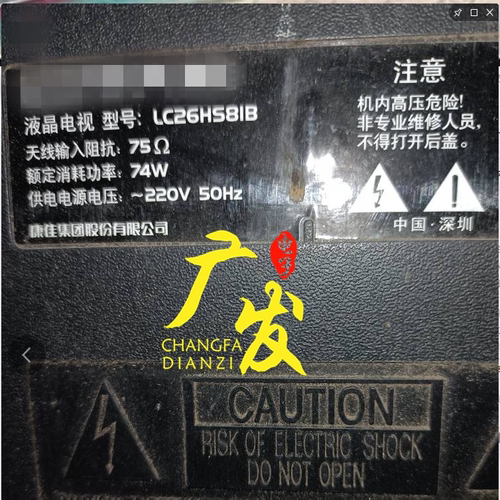 液晶电视 型号: LC26HS81B
天线输入阻抗: 75Ω
额定消耗功率: 74W
供电电源电压: ~220V 50Hz
康佳集团股份有限公司
注意
机内高压危险!
非专业维修人员,
不得打开后盖。
中国·深圳
广发
CHANGFA
DIANZI
CAUTION
RISK OF ELECTRIC SHOCK
DO NOT OPEN